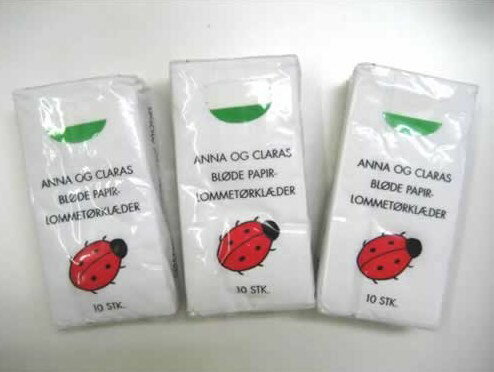 ANNA OG CLARAS
BLØDE PAPIR-
LOMMETØRKLÆDER
10 STK.
ANNA OG CLARAS
BLØDE PAPIR-
LOMMETØRKLÆDER
10 STK.
ANNA OG CLARAS
BLØDE PAPIR-
LOMMETØRKLÆDER
10 STK.